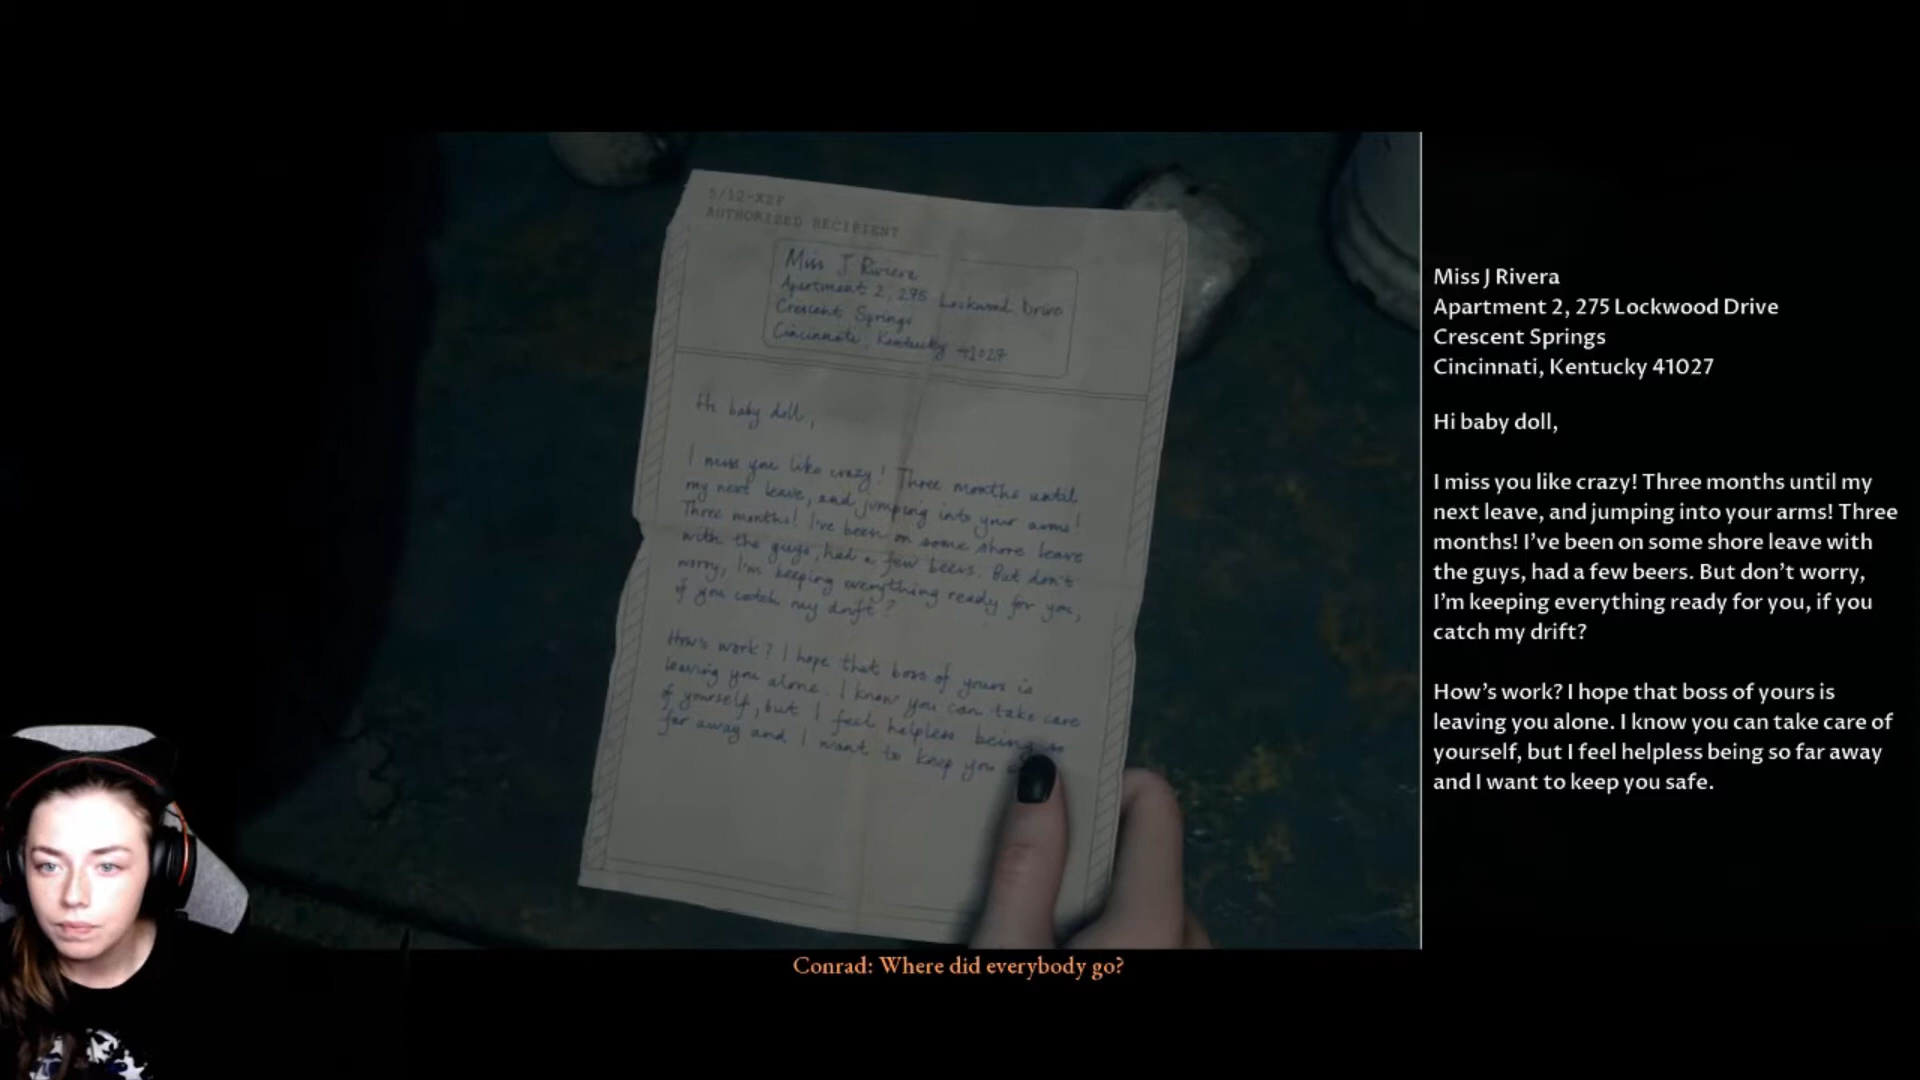 5/12-XZF
AUTHORIZED RECIPIENT
Miss J Rivera
Apartment 2, 275 Lockwood Drive
Crescent Springs
Cincinnati, Kentucky 41027
Hi baby doll,
I miss you like crazy! Three months until
my next leave, and jumping into your arms!
Three months! I've been on some shore leave
with the guys, had a few beers. But don't
worry, I'm keeping everything ready for you,
if you catch my drift?
How's work? I hope that boss of yours is
leaving you alone. I know you can take care
of yourself, but I feel helpless being so
far away and I want to keep you
Miss J Rivera
Apartment 2, 275 Lockwood Drive
Crescent Springs
Cincinnati, Kentucky 41027
Hi baby doll,
I miss you like crazy! Three months until my
next leave, and jumping into your arms! Three
months! I've been on some shore leave with
the guys, had a few beers. But don't worry,
I'm keeping everything ready for you, if you
catch my drift?
How's work? I hope that boss of yours is
leaving you alone. I know you can take care of
yourself, but I feel helpless being so far away
and I want to keep you safe.
Conrad: Where did everybody go?